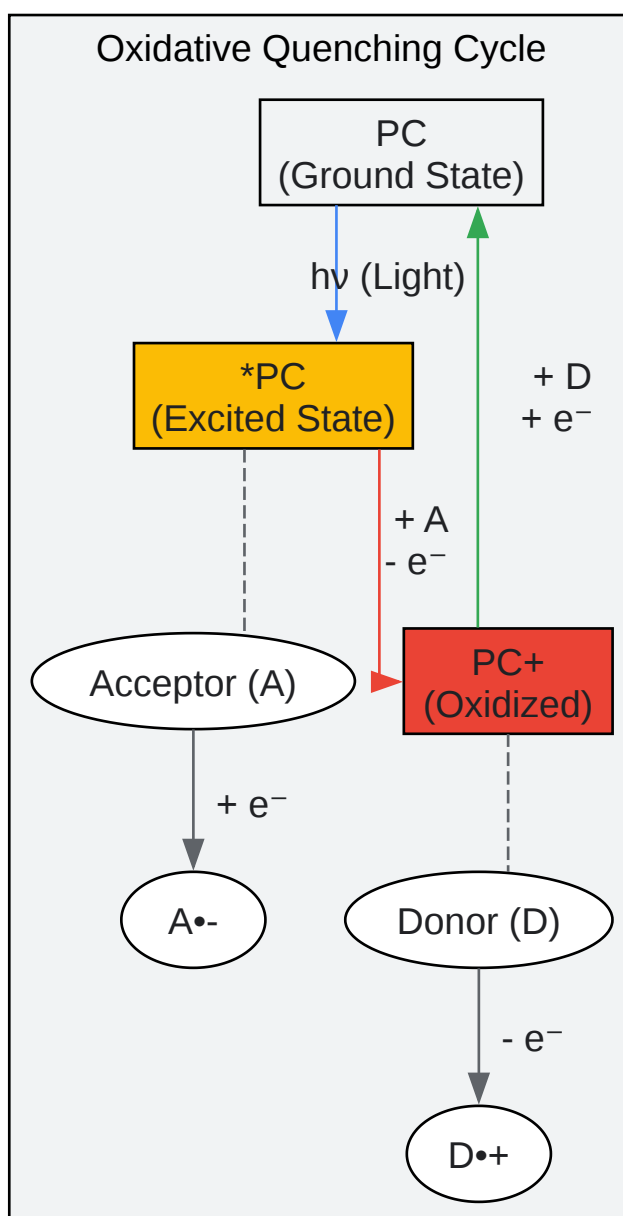 Oxidative Quenching Cycle
PC
(Ground State)
hν (Light)
*PC
(Excited State)
+ D
+ e⁻
+ A
- e⁻
Acceptor (A)
PC+
(Oxidized)
+ e⁻
A•-
Donor (D)
- e⁻
D•+